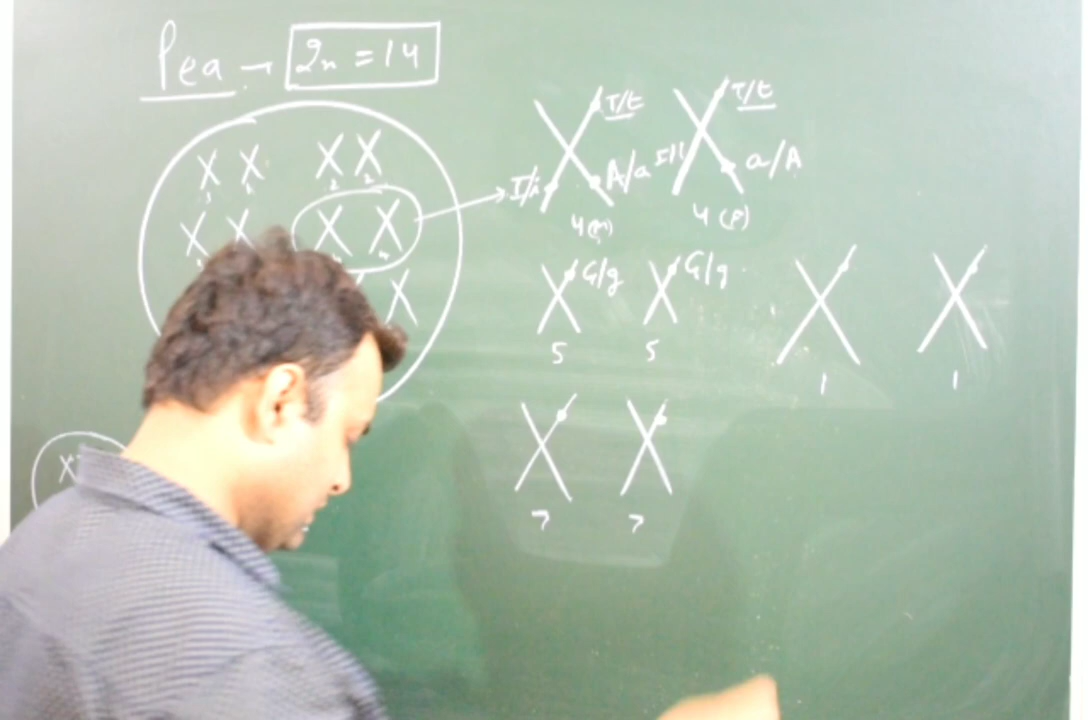 Pea → 2n = 14
T/t T/t
I/i A/a I/i a/A
4(m) 4(p)
G/g G/g
5 5
1 1
7 7